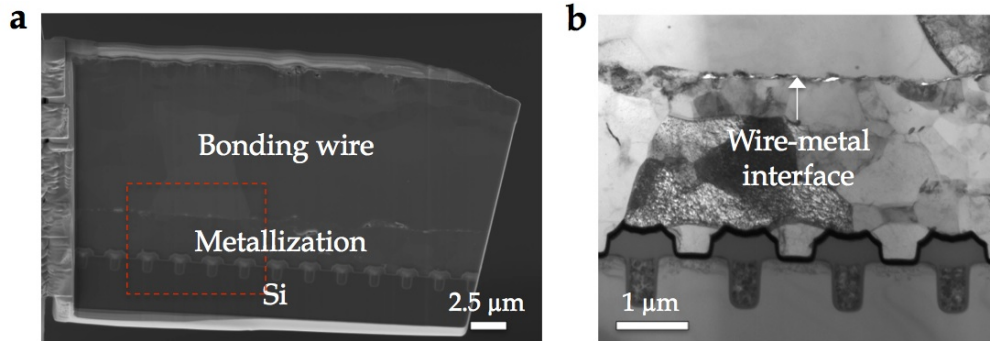 a
Bonding wire
Metallization
Si
2.5 µm
b
Wire-metal
interface
1 µm